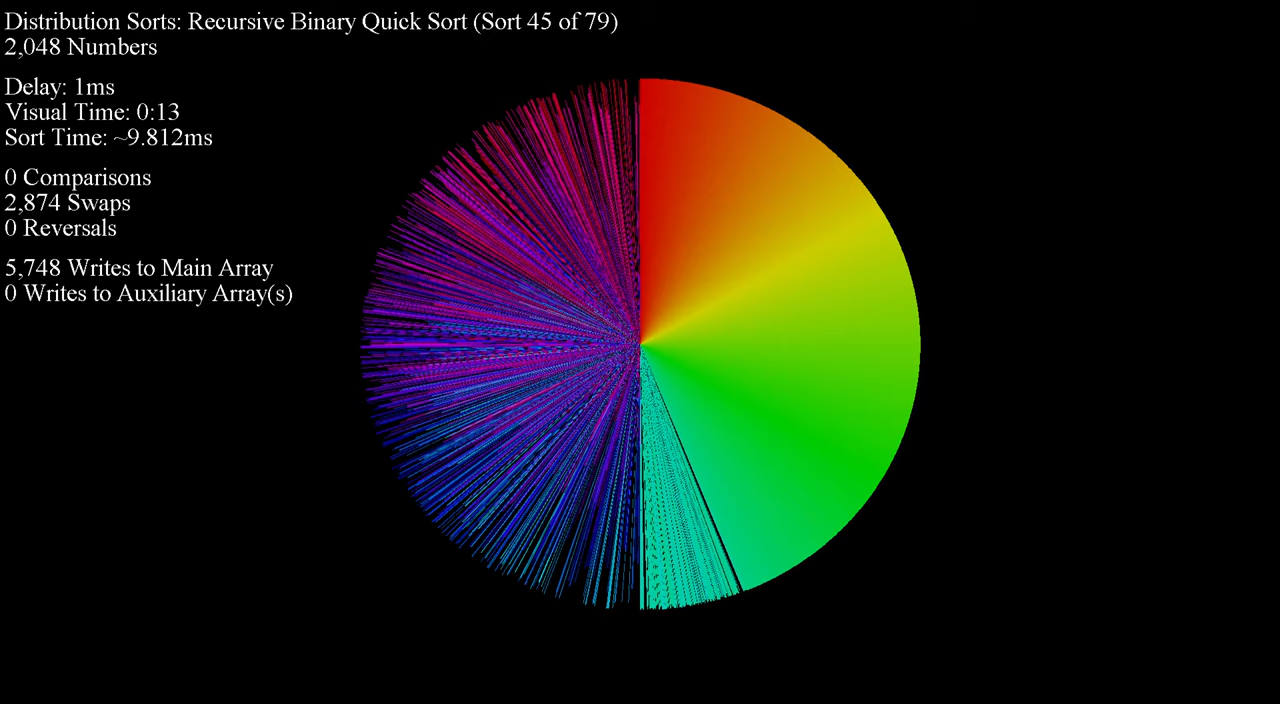 Distribution Sorts: Recursive Binary Quick Sort (Sort 45 of 79)
2,048 Numbers
Delay: 1ms
Visual Time: 0:13
Sort Time: ~9.812ms
0 Comparisons
2,874 Swaps
0 Reversals
5,748 Writes to Main Array
0 Writes to Auxiliary Array(s)